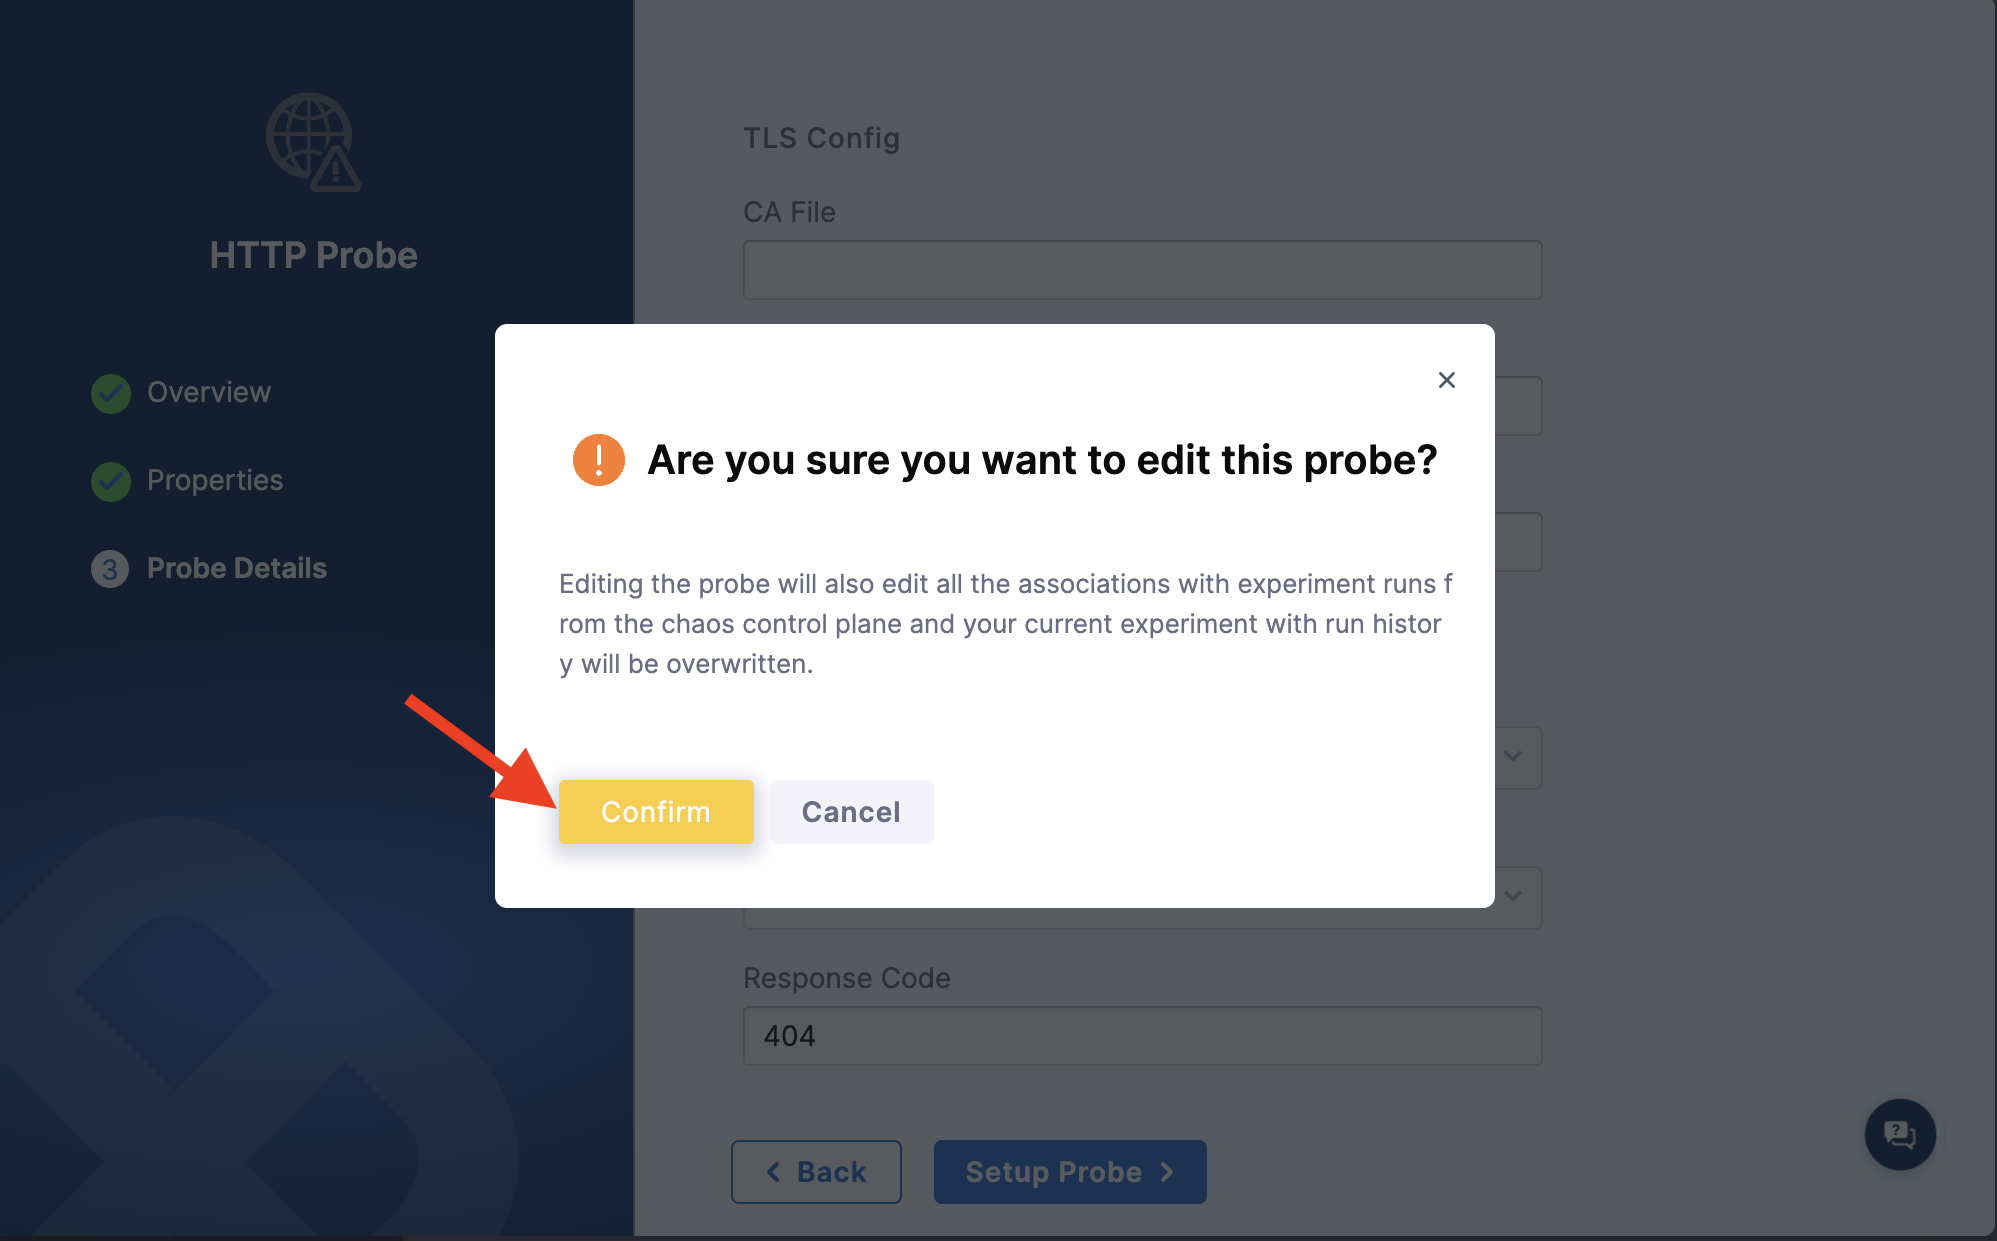 HTTP Probe
Overview
Properties
3 Probe Details
TLS Config
CA File
Are you sure you want to edit this probe?
Editing the probe will also edit all the associations with experiment runs f
rom the chaos control plane and your current experiment with run histor
y will be overwritten.
Confirm
Cancel
Response Code
404
Back
Setup Probe